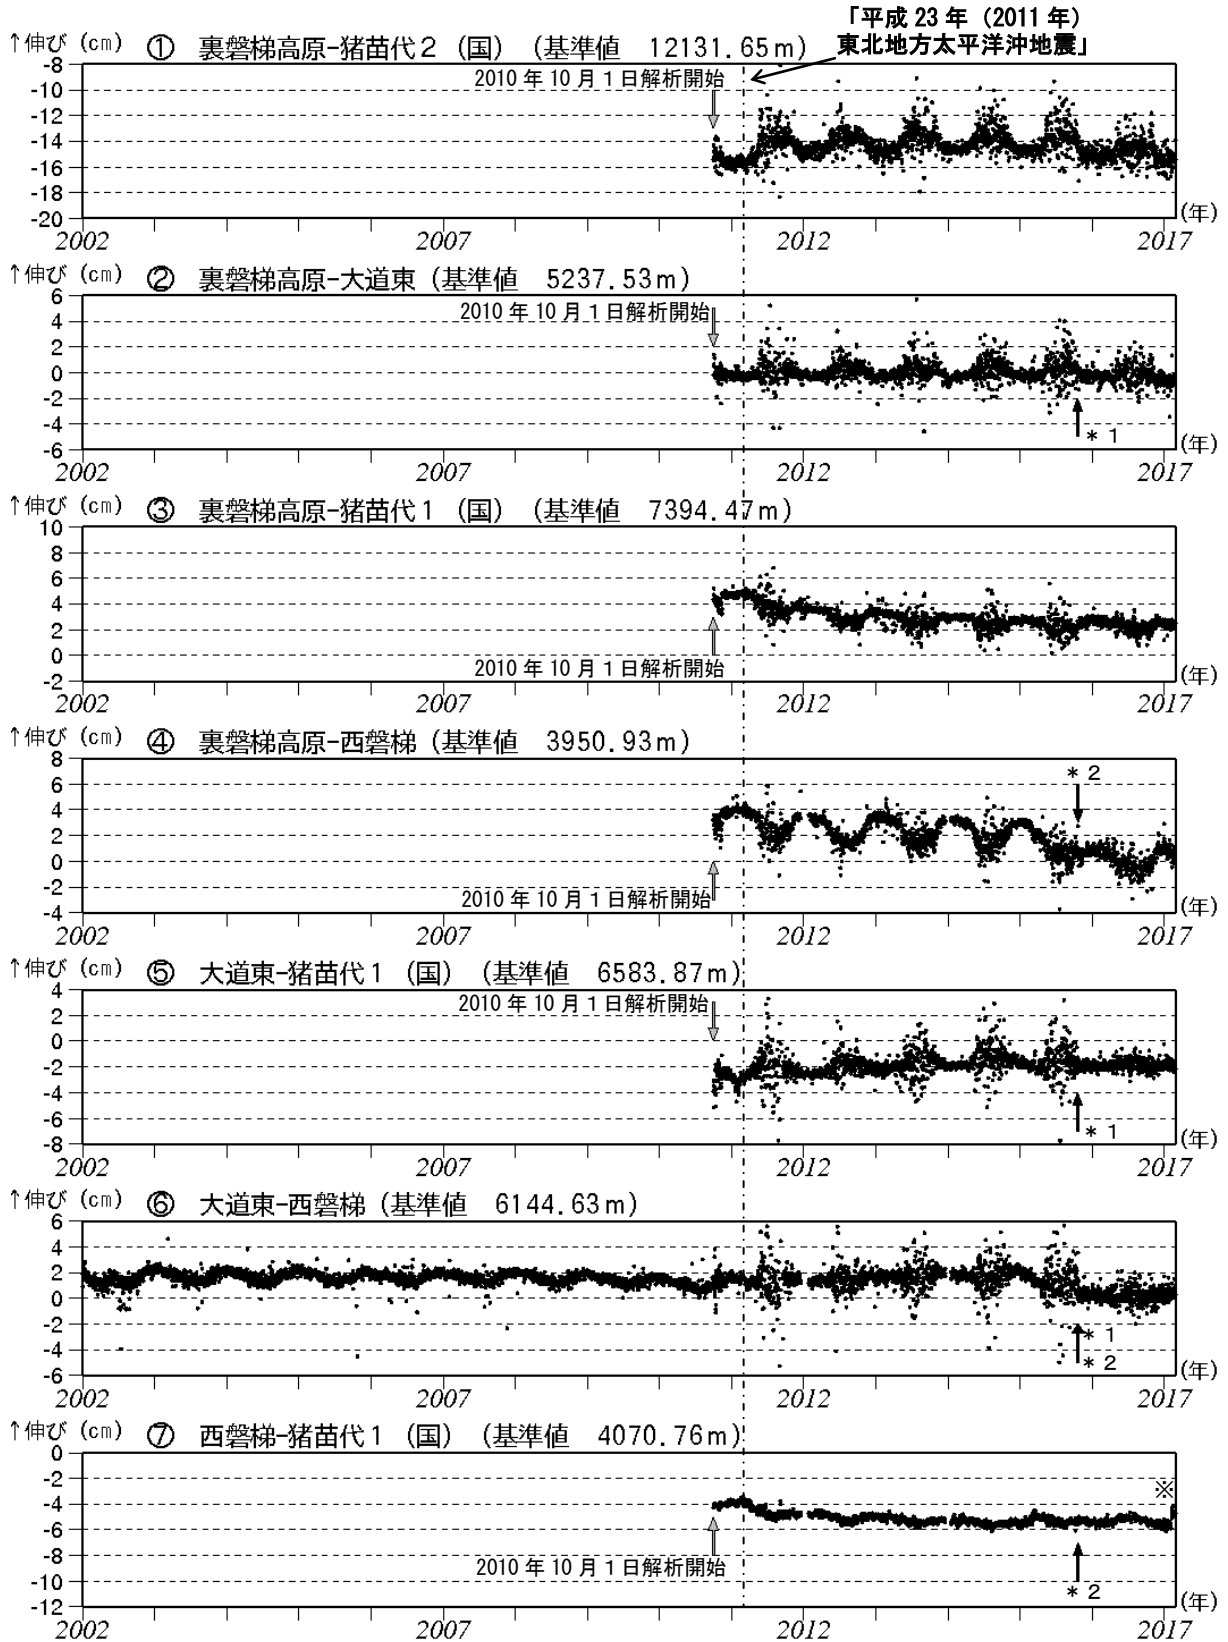 「平成 23 年（2011 年）
東北地方太平洋沖地震」
↑伸び (cm) ① 裏磐梯高原-猪苗代２（国）（基準値 12131.65m）
2010 年 10 月 1 日解析開始
-8
-10
-12
-14
-16
-18
-20
(年)
2002 2007 2012 2017
↑伸び (cm) ② 裏磐梯高原-大道東（基準値 5237.53m）
2010 年 10 月 1 日解析開始
6
4
2
0
-2
-4
-6
＊１
(年)
2002 2007 2012 2017
↑伸び (cm) ③ 裏磐梯高原-猪苗代１（国）（基準値 7394.47m）
10
8
6
4
2
0
-2
2010 年 10 月 1 日解析開始
(年)
2002 2007 2012 2017
↑伸び (cm) ④ 裏磐梯高原-西磐梯（基準値 3950.93m）
＊２
8
6
4
2
0
-2
-4
2010 年 10 月 1 日解析開始
(年)
2002 2007 2012 2017
↑伸び (cm) ⑤ 大道東-猪苗代１（国）（基準値 6583.87m）
2010 年 10 月 1 日解析開始
4
2
0
-2
-4
-6
-8
＊１
(年)
2002 2007 2012 2017
↑伸び (cm) ⑥ 大道東-西磐梯（基準値 6144.63m）
6
4
2
0
-2
-4
-6
＊１
＊２
(年)
2002 2007 2012 2017
↑伸び (cm) ⑦ 西磐梯-猪苗代１（国）（基準値 4070.76m）
0
-2
-4
-6
-8
-10
-12
※
2010 年 10 月 1 日解析開始
＊２
(年)
2002 2007 2012 2017